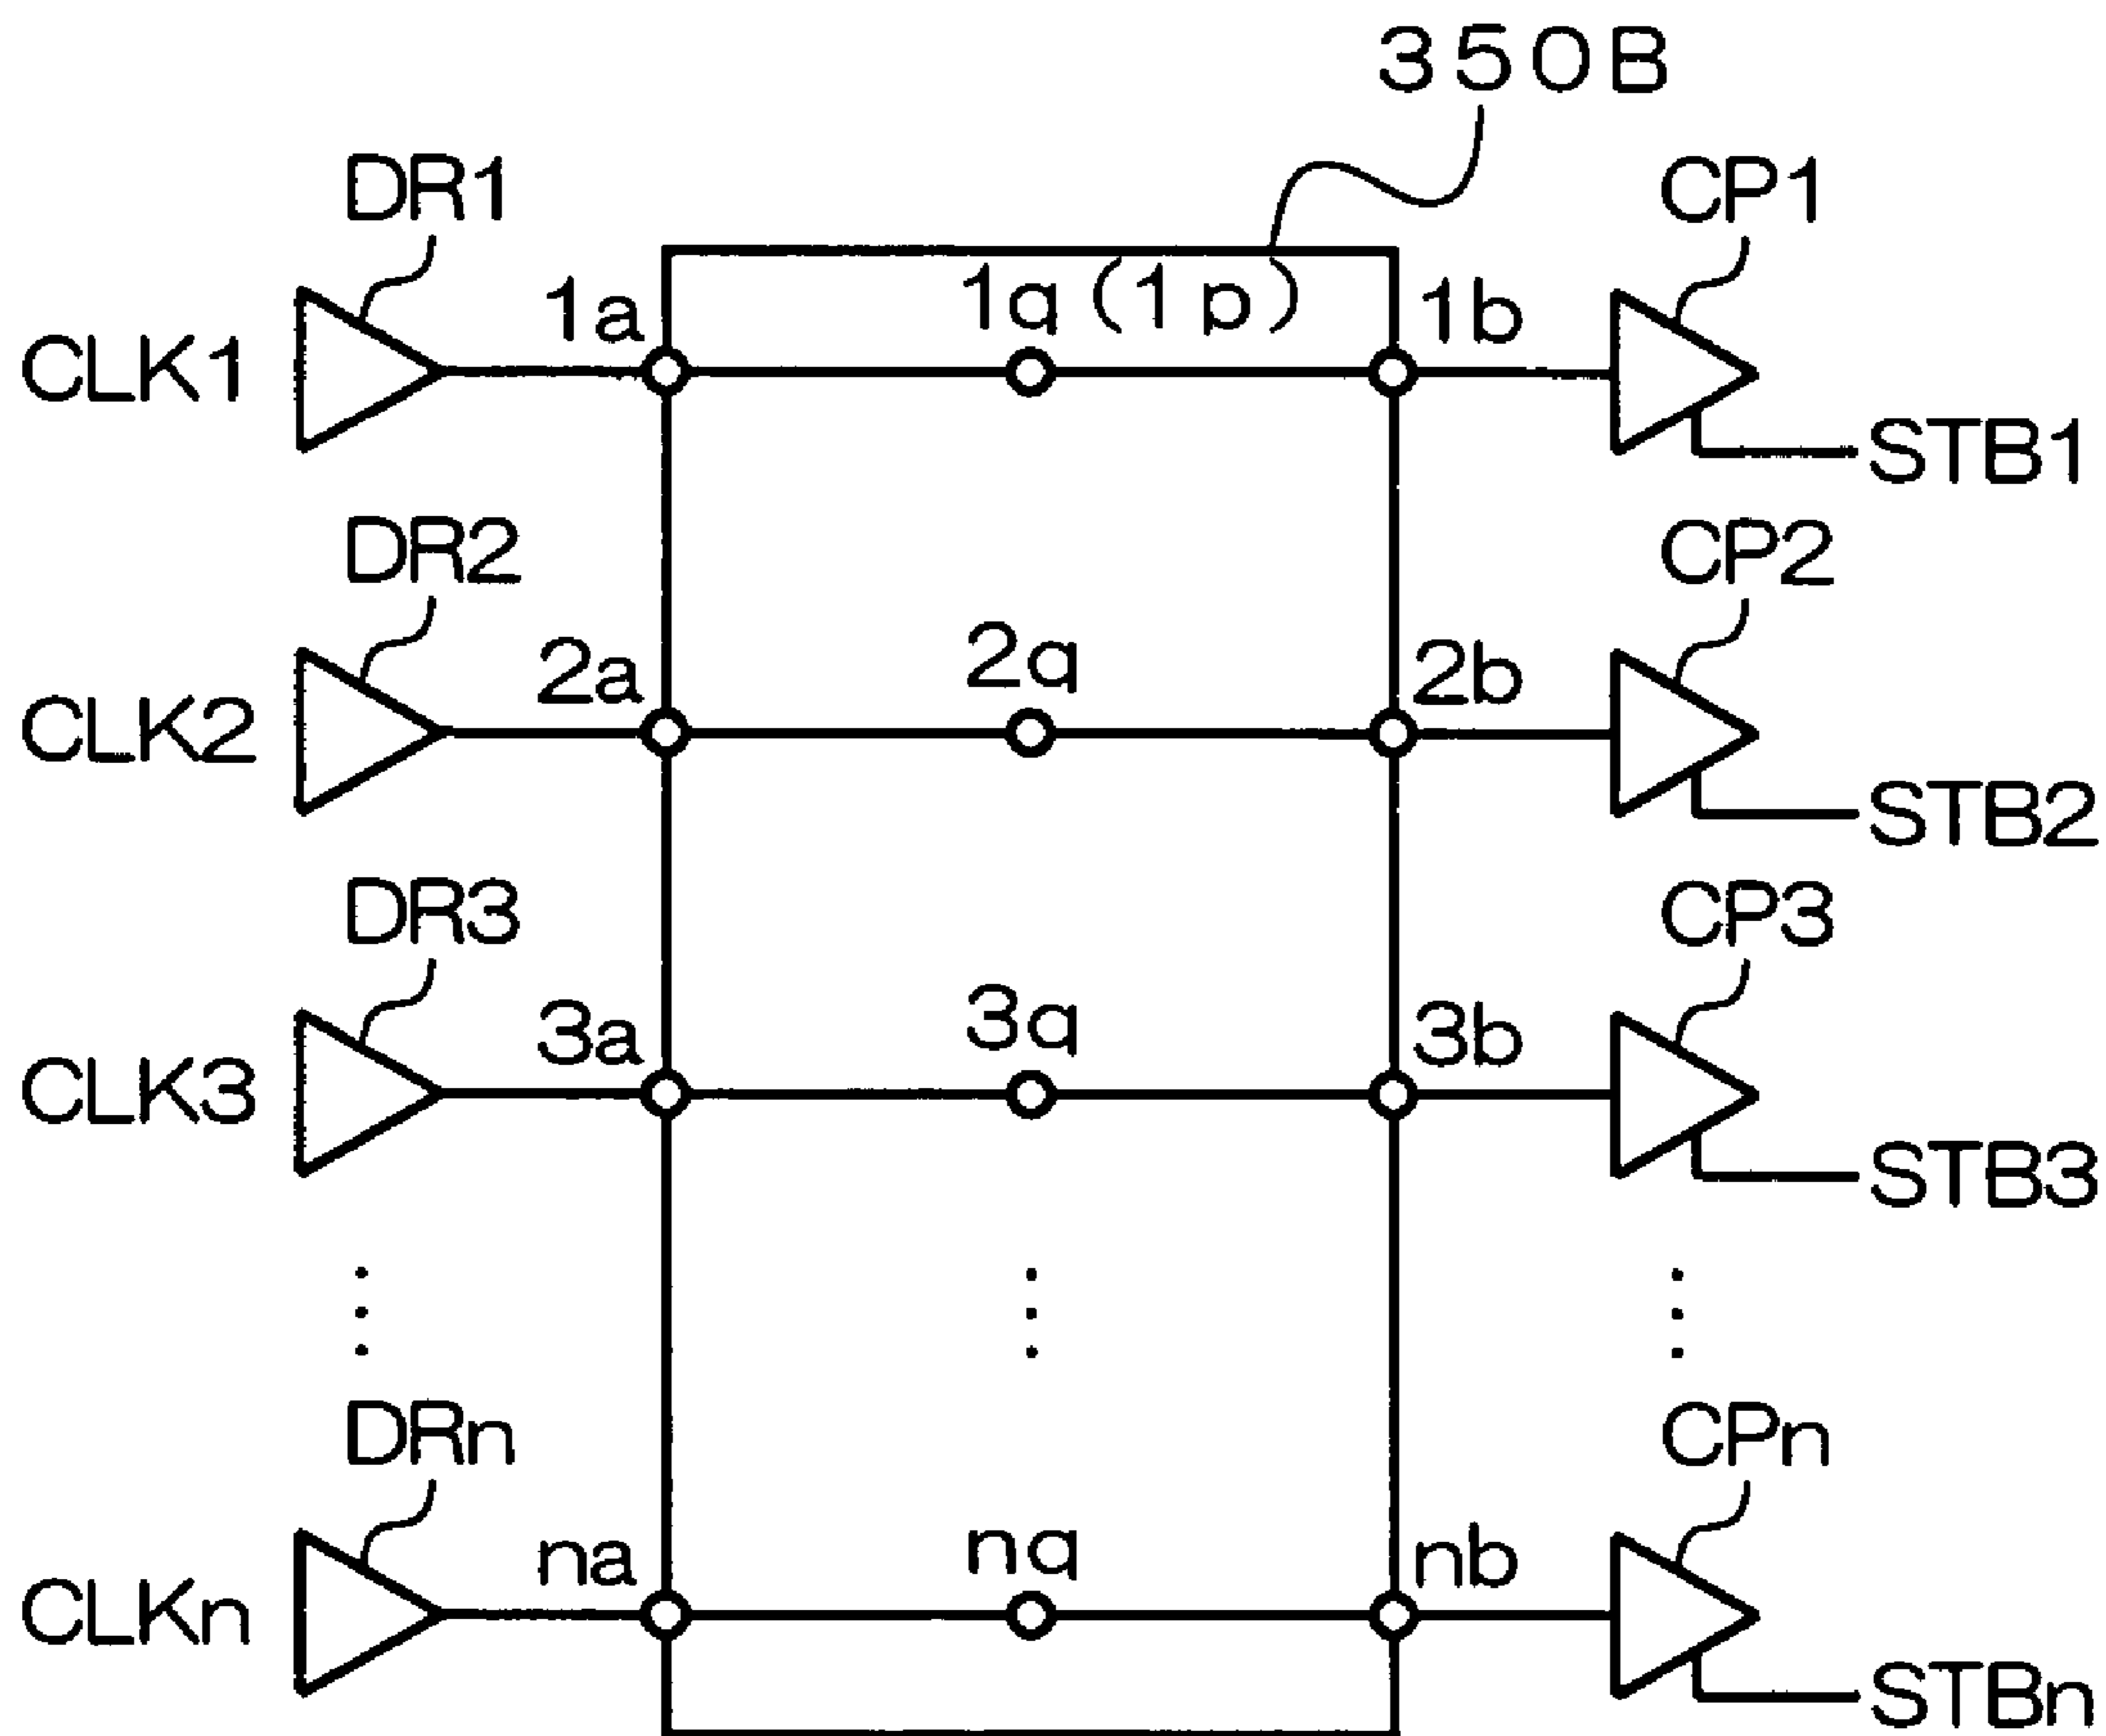 350B
DR1 CP1
1a 1q (1p) 1b
CLK1
STB1
DR2 CP2
2a 2q 2b
CLK2
STB2
DR3 CP3
3a 3q 3b
CLK3
STB3
DRn CPn
na nq nb
CLKn
STBn